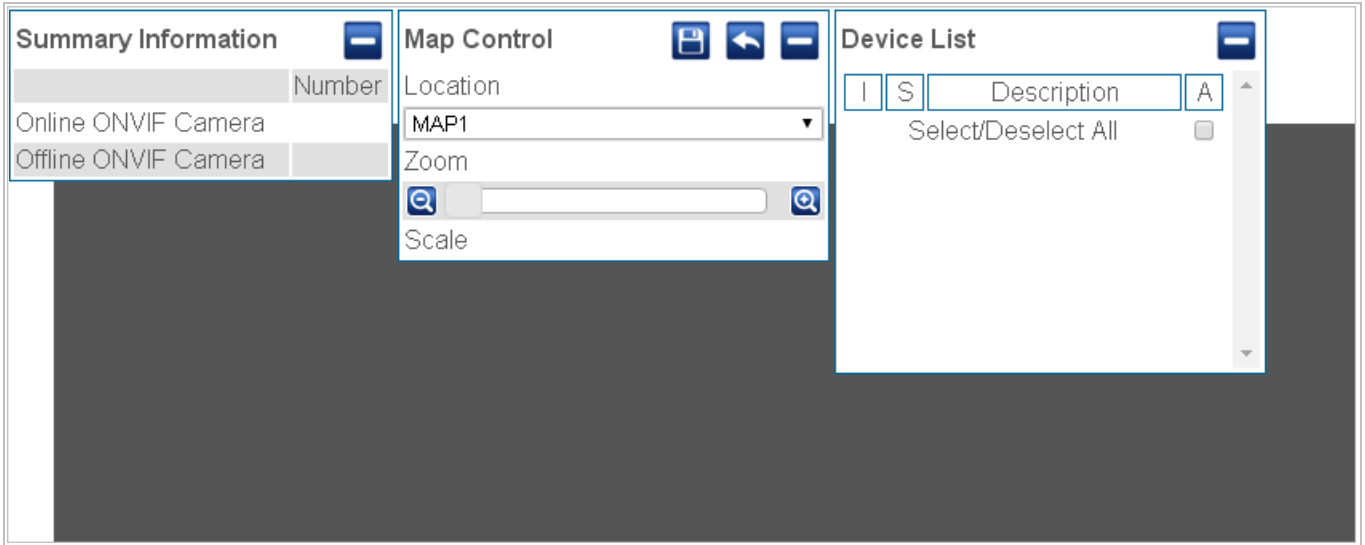 Summary Information
Number
Online ONVIF Camera
Offline ONVIF Camera
Map Control
Location
MAP1
Zoom
Scale
Device List
I S Description A
Select/Deselect All